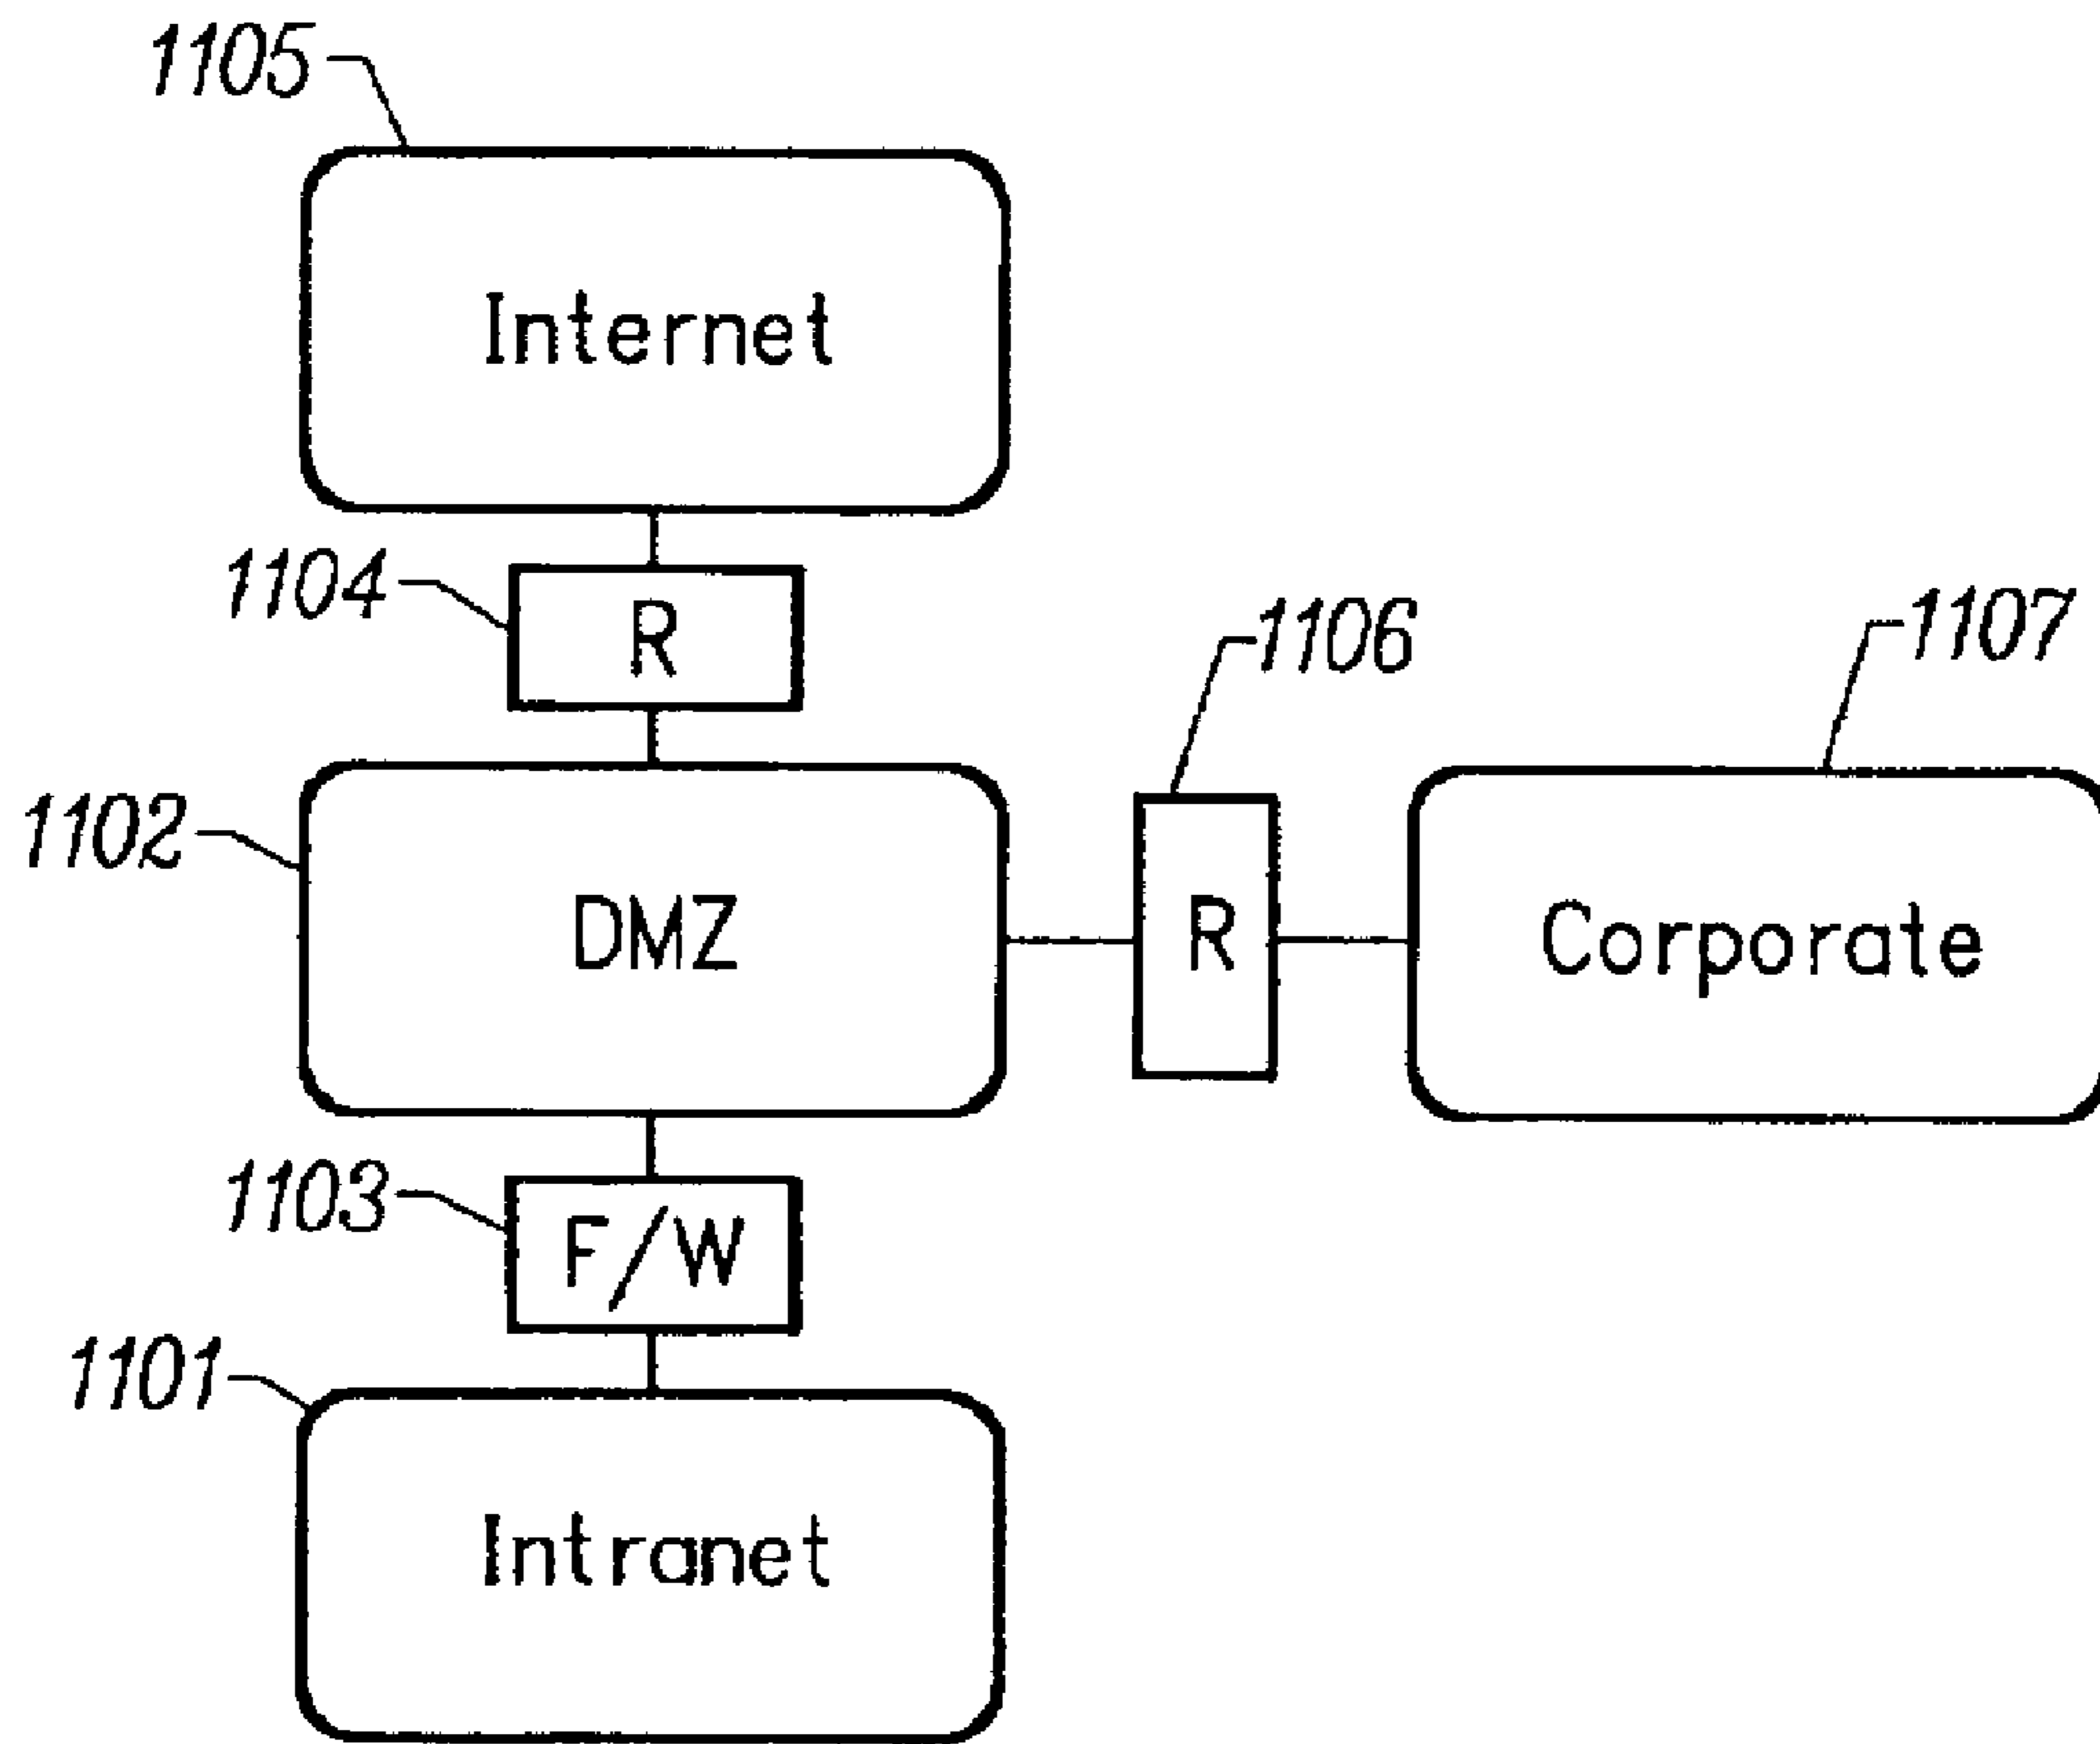 1105
Internet
1104
R
1106
1107
1102
DMZ
R
Corporate
1103
F/W
1101
Intranet